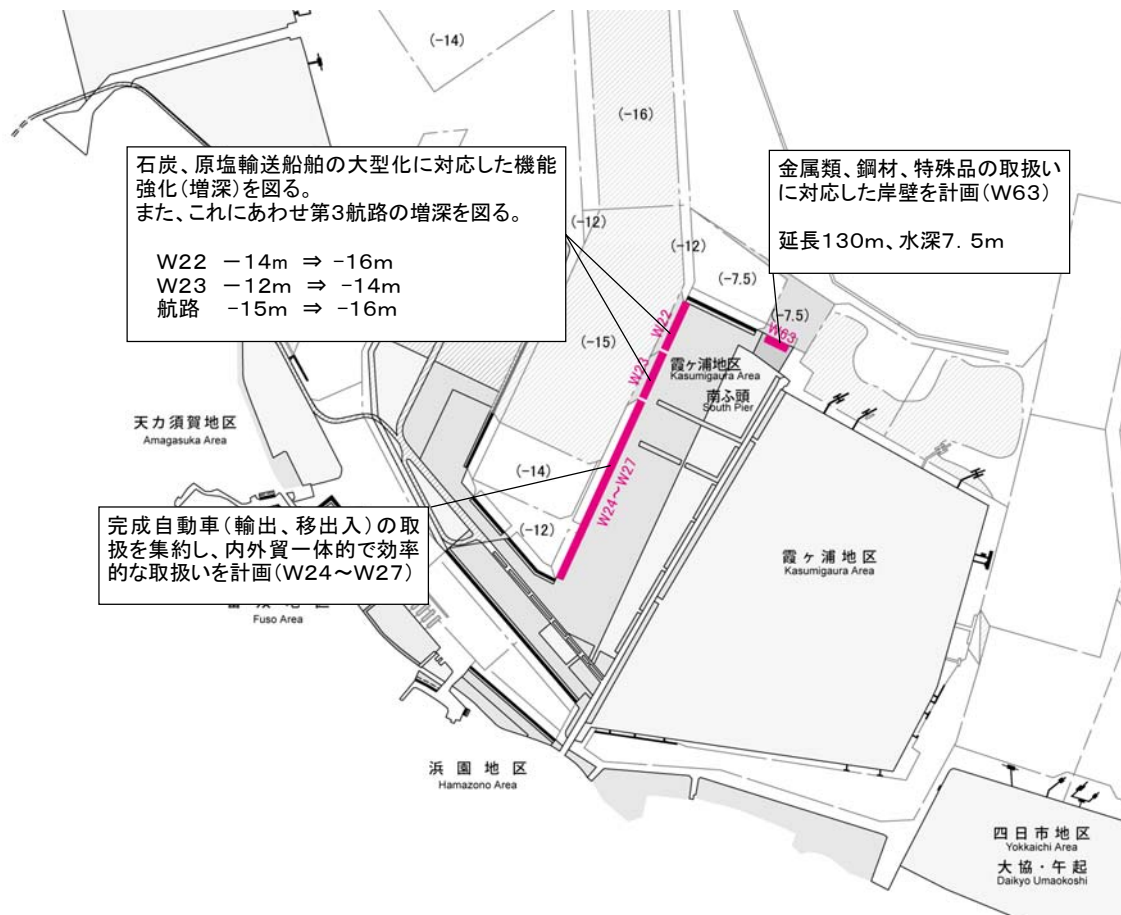 (-14)
(-16)
石炭、原塩輸送船舶の大型化に対応した機能
強化(増深)を図る。
また、これにあわせ第3航路の増深を図る。
W22 －14m ⇒ -16m
W23 －12m ⇒ -14m
航路 -15m ⇒ -16m
金属類、鋼材、特殊品の取扱い
に対応した岸壁を計画(W63)
延長130m、水深7．5m
(-12)
(-12)
(-7.5)
(-7.5)
W63
W22
(-15)
W23
霞ヶ浦地区
Kasumigaura Area
南ふ頭
South Pier
天カ須賀地区
Amagasuka Area
(-14)
W24～W27
(-12)
完成自動車(輸出、移出入)の取
扱を集約し、内外貿一体的で効率
的な取扱いを計画(W24～W27)
霞ヶ浦地区
Kasumigaura Area
Fuso Area
浜園地区
Hamazono Area
四日市地区
Yokkaichi Area
大協・午起
Daikyo Umaokoshi